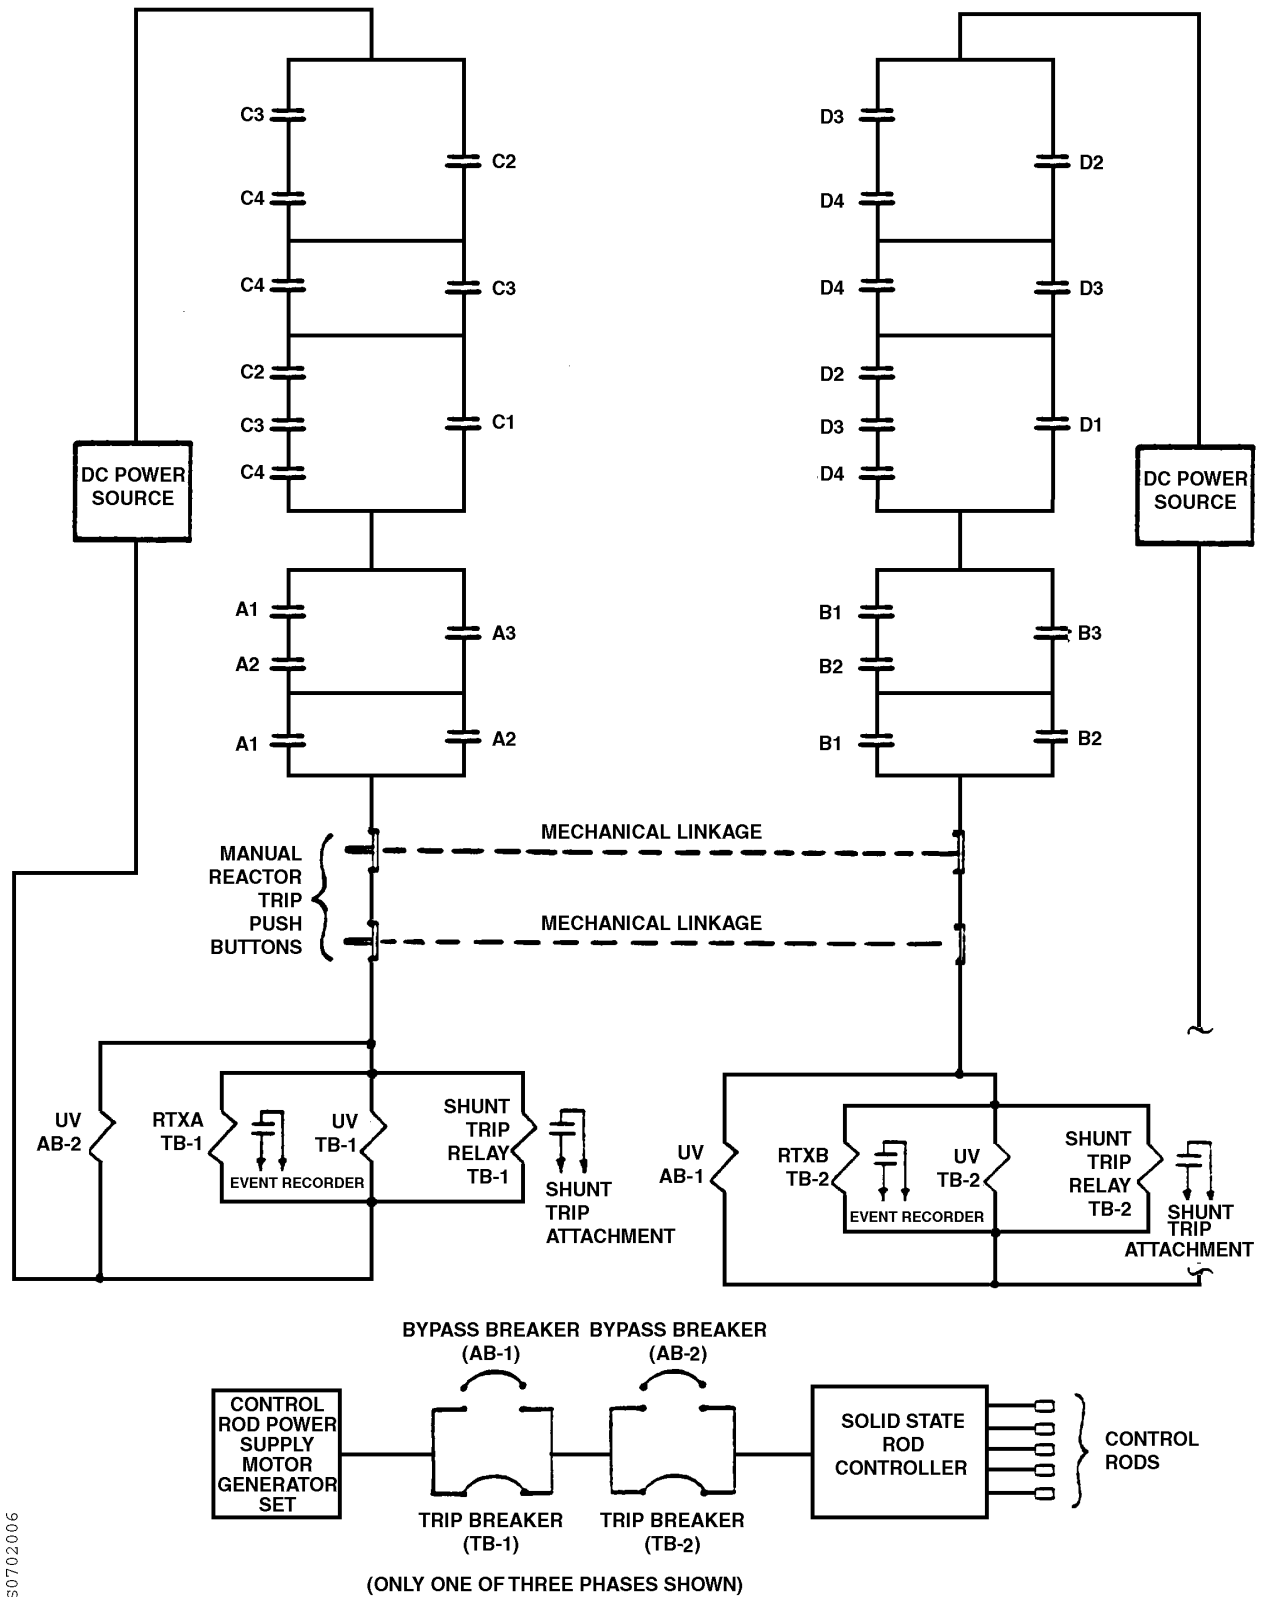 C3
C2
C4
C4
C3
C2
C3
C1
C4
DC POWER
SOURCE
A1
A3
A2
A1
A2
D3
D2
D4
D4
D3
D2
D3
D1
D4
DC POWER
SOURCE
B1
B3
B2
B1
B2
MANUAL
REACTOR
TRIP
PUSH
BUTTONS
MECHANICAL LINKAGE
MECHANICAL LINKAGE
UV
AB-2
RTXA
TB-1
EVENT RECORDER
UV
TB-1
SHUNT
TRIP
RELAY
TB-1
SHUNT
TRIP
ATTACHMENT
UV
AB-1
RTXB
TB-2
EVENT RECORDER
UV
TB-2
SHUNT
TRIP
RELAY
TB-2
SHUNT
TRIP
ATTACHMENT
BYPASS BREAKER
(AB-1)
BYPASS BREAKER
(AB-2)
CONTROL
ROD POWER
SUPPLY
MOTOR
GENERATOR
SET
TRIP BREAKER
(TB-1)
TRIP BREAKER
(TB-2)
SOLID STATE
ROD
CONTROLLER
CONTROL
RODS
(ONLY ONE OF THREE PHASES SHOWN)
S0702006